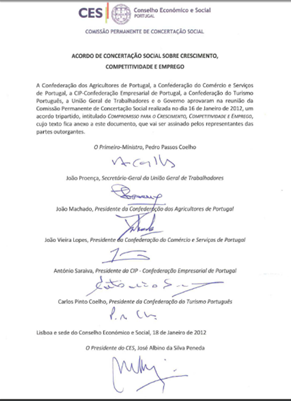 CES
Conselho Económico e Social
PORTUGAL
COMISSÃO PERMANENTE DE CONCERTAÇÃO SOCIAL
ACORDO DE CONCERTAÇÃO SOCIAL SOBRE CRESCIMENTO,
COMPETITIVIDADE E EMPREGO
A Confederação dos Agricultores de Portugal, a Confederação do Comércio e Serviços
de Portugal, a CIP-Confederação Empresarial de Portugal, a Confederação do Turismo
Português, a União Geral de Trabalhadores e o Governo aprovaram na reunião da
Comissão Permanente de Concertação Social realizada no dia 16 de Janeiro de 2012, um
acordo tripartido, intitulado COMPROMISSO PARA O CRESCIMENTO, COMPETITIVIDADE E EMPREGO,
cujo texto fica anexo a este documento, que vai ser assinado pelos representantes das
partes outorgantes.
O Primeiro-Ministro, Pedro Passos Coelho
João Proença, Secretário-Geral da União Geral de Trabalhadores
João Machado, Presidente da Confederação dos Agricultores de Portugal
João Vieira Lopes, Presidente da Confederação do Comércio e Serviços de Portugal
António Saraiva, Presidente da CIP - Confederação Empresarial de Portugal
Carlos Pinto Coelho, Presidente da Confederação do Turismo Português
Lisboa e sede do Conselho Económico e Social, 18 de Janeiro de 2012
O Presidente do CES, José Albino da Silva Peneda